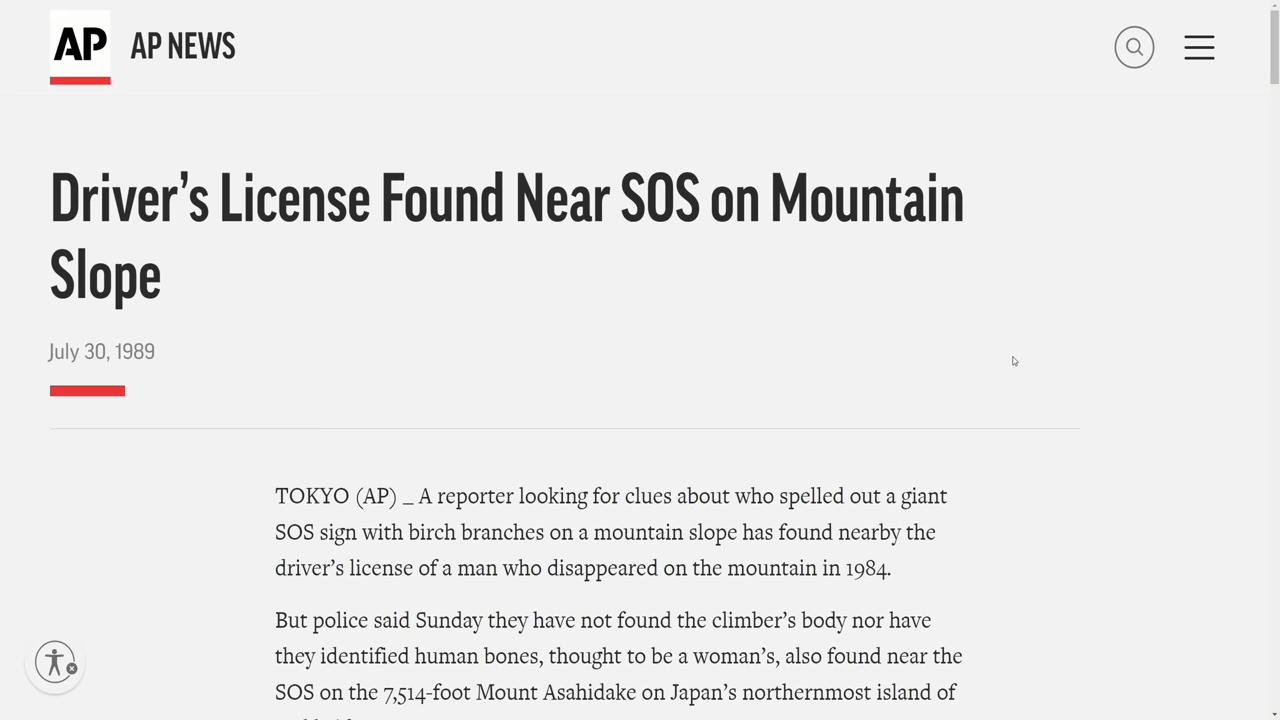 AP
AP NEWS
Driver’s License Found Near SOS on Mountain
Slope
July 30, 1989
TOKYO (AP) _ A reporter looking for clues about who spelled out a giant
SOS sign with birch branches on a mountain slope has found nearby the
driver’s license of a man who disappeared on the mountain in 1984.
But police said Sunday they have not found the climber’s body nor have
they identified human bones, thought to be a woman’s, also found near the
SOS on the 7,514-foot Mount Asahidake on Japan’s northernmost island of